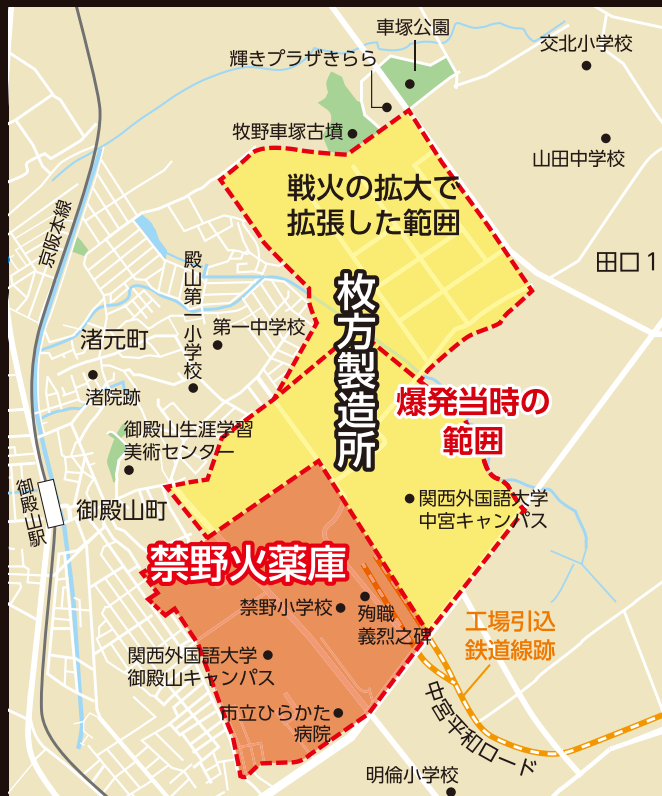 車塚公園
輝きプラザきらら
交北小学校
牧野車塚古墳
山田中学校
戦火の拡大で
拡張した範囲
京阪本線
殿山第一小学校
田口1
枚方製造所
第一中学校
渚元町
渚院跡
爆発当時の
範囲
御殿山生涯学習
美術センター
御殿山駅
御殿山町
関西外国語大学
中宮キャンパス
禁野火薬庫
禁野小学校
殉職
義烈之碑
工場引込
鉄道線跡
関西外国語大学
御殿山キャンパス
市立ひらかた
病院
中宮平和ロード
明倫小学校